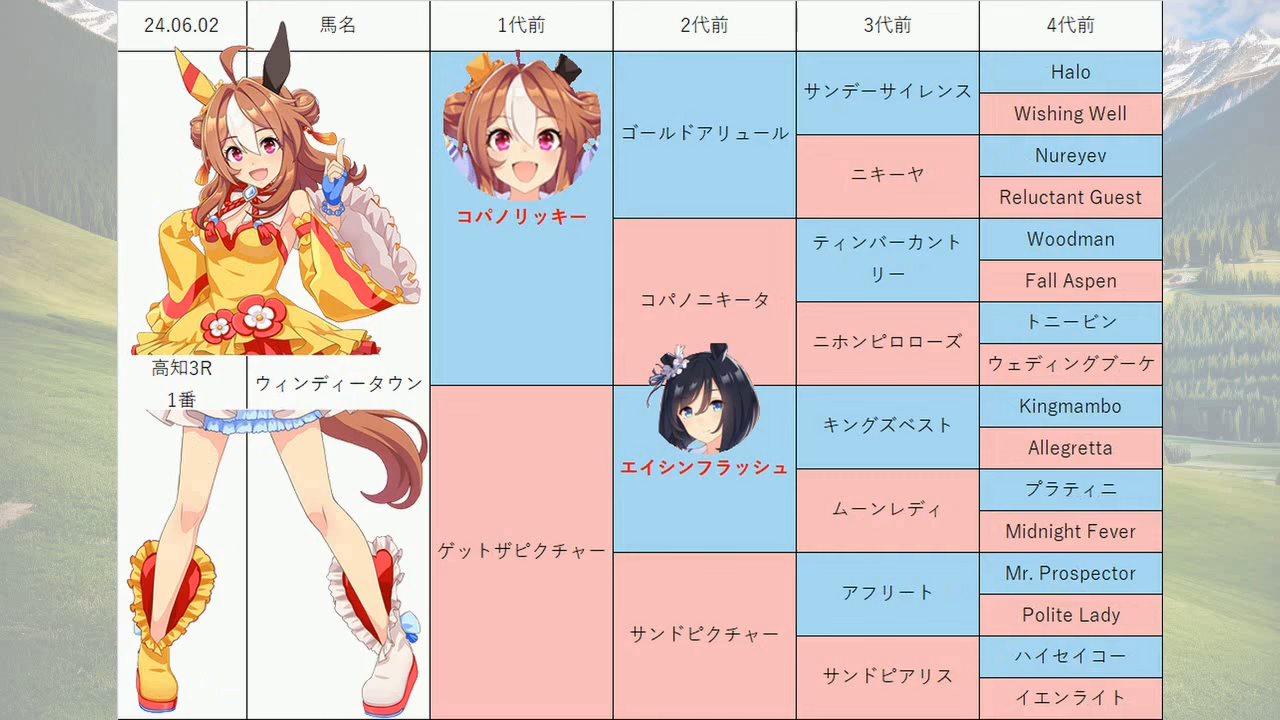 24.06.02
馬名
1代前
2代前
3代前
4代前
高知3R
1番
ウィンディータウン
コパノリッキー
ゲットザピクチャー
ゴールドアリュール
コパノニキータ
エイシンフラッシュ
サンドピクチャー
サンデーサイレンス
ニキーヤ
ティンバーカント
リー
ニホンピロローズ
キングズベスト
ムーンレディ
アフリート
サンドピアリス
Halo
Wishing Well
Nureyev
Reluctant Guest
Woodman
Fall Aspen
トニービン
ウェディングブーケ
Kingmambo
Allegretta
プラティニ
Midnight Fever
Mr. Prospector
Polite Lady
ハイセイコー
イエンライト